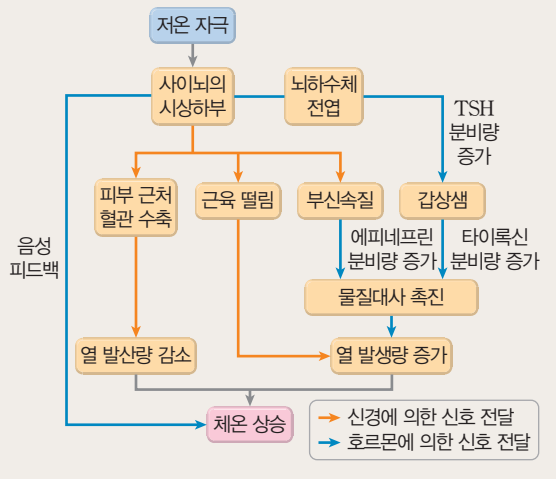 저온 자극
사이뇌의
시상하부
뇌하수체
전엽
TSH
분비량
증가
피부 근처
혈관 수축
근육 떨림
부신속질
갑상샘
음성
피드백
에피네프린
분비량 증가
타이록신
분비량 증가
물질대사 촉진
열 발산량 감소
열 발생량 증가
체온 상승
신경에 의한 신호 전달
호르몬에 의한 신호 전달